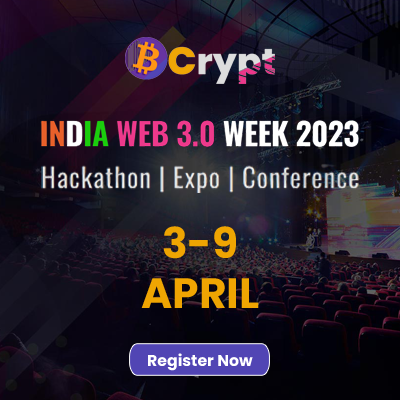 Crypt
INDIA WEB 3.0 WEEK 2023
Hackathon | Expo | Conference
3-9
APRIL
Register Now